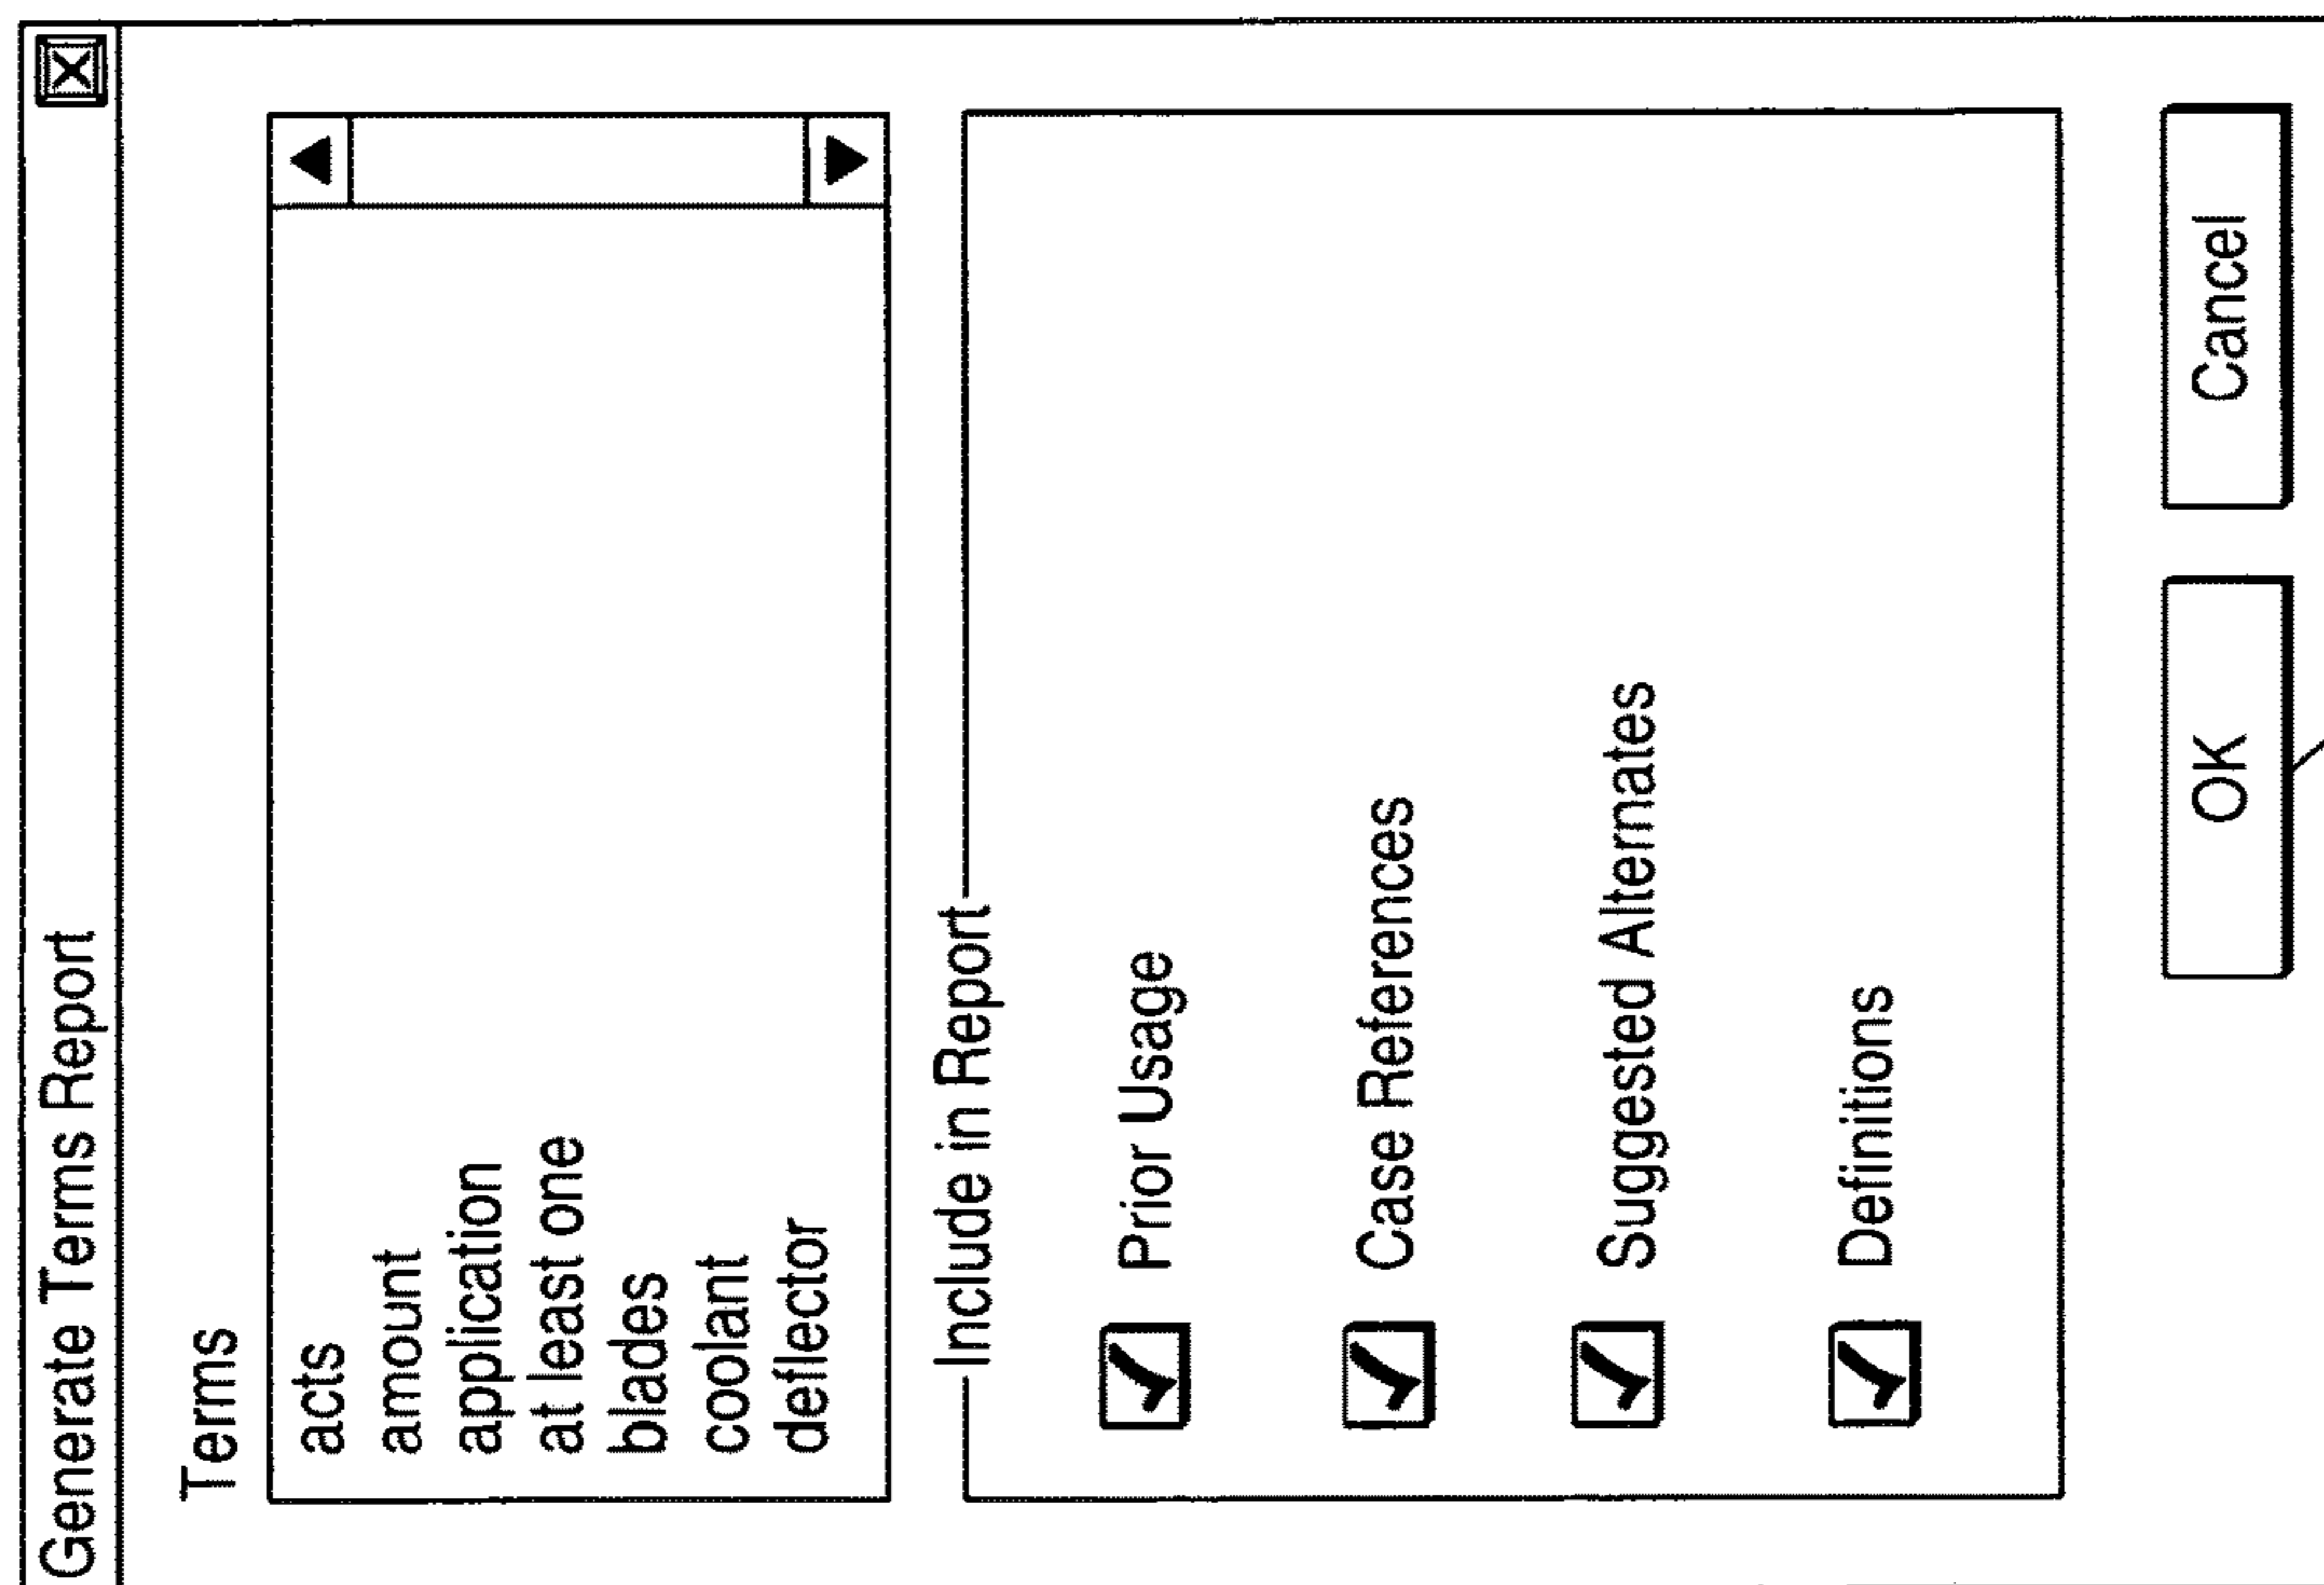 Generate Terms Report
Terms
acts
amount
application
at least one
blades
coolant
deflector
Include in Report
Prior Usage
Case References
Suggested Alternates
Definitions
OK
Cancel